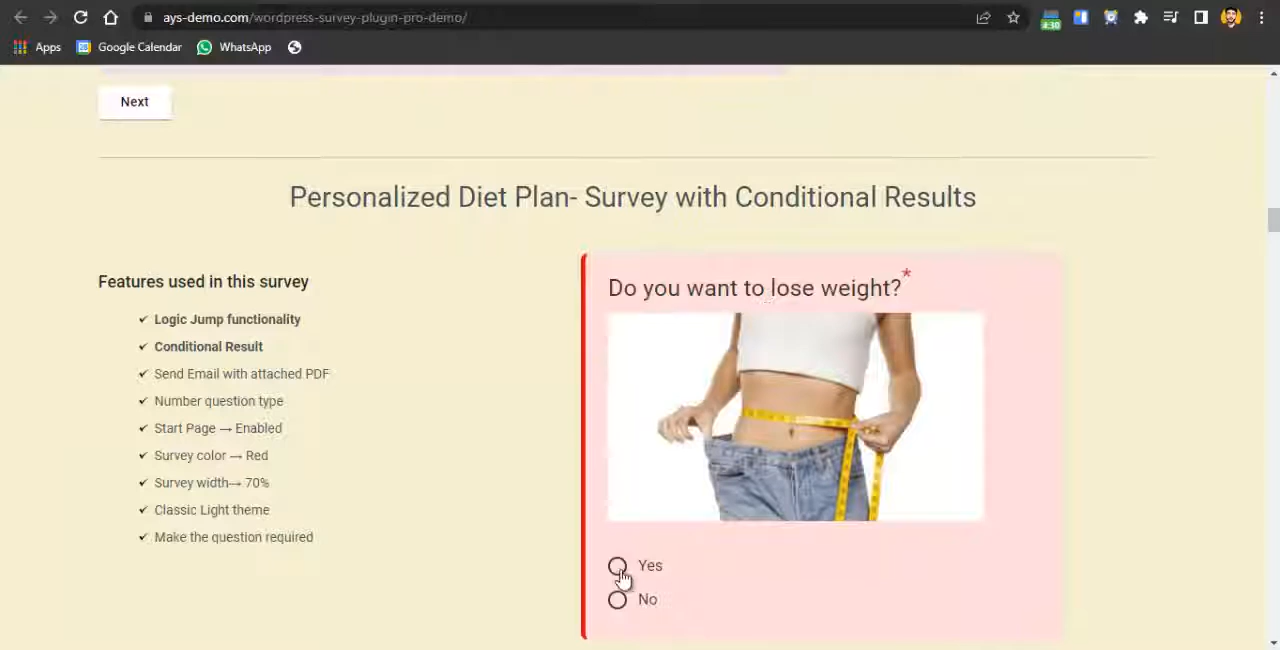 ays-demo.com/wordpress-survey-plugin-pro-demo/
4:30
Apps
Google Calendar
WhatsApp
Next
Personalized Diet Plan- Survey with Conditional Results
Features used in this survey
✓ Logic Jump functionality
✓ Conditional Result
✓ Send Email with attached PDF
✓ Number question type
✓ Start Page → Enabled
✓ Survey color → Red
✓ Survey width→ 70%
✓ Classic Light theme
✓ Make the question required
Do you want to lose weight?*
Yes
No